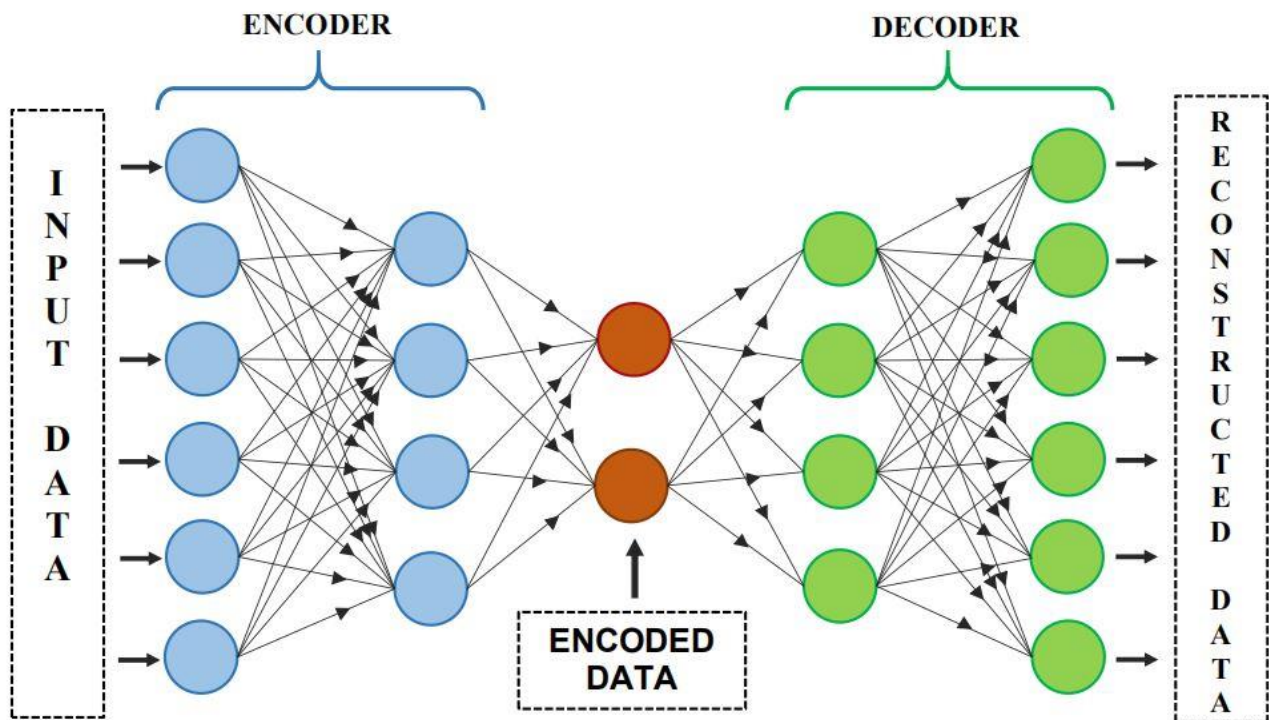 ENCODER
DECODER
INPUT DATA
ENCODED
DATA
RECONSTRUCTED DATA